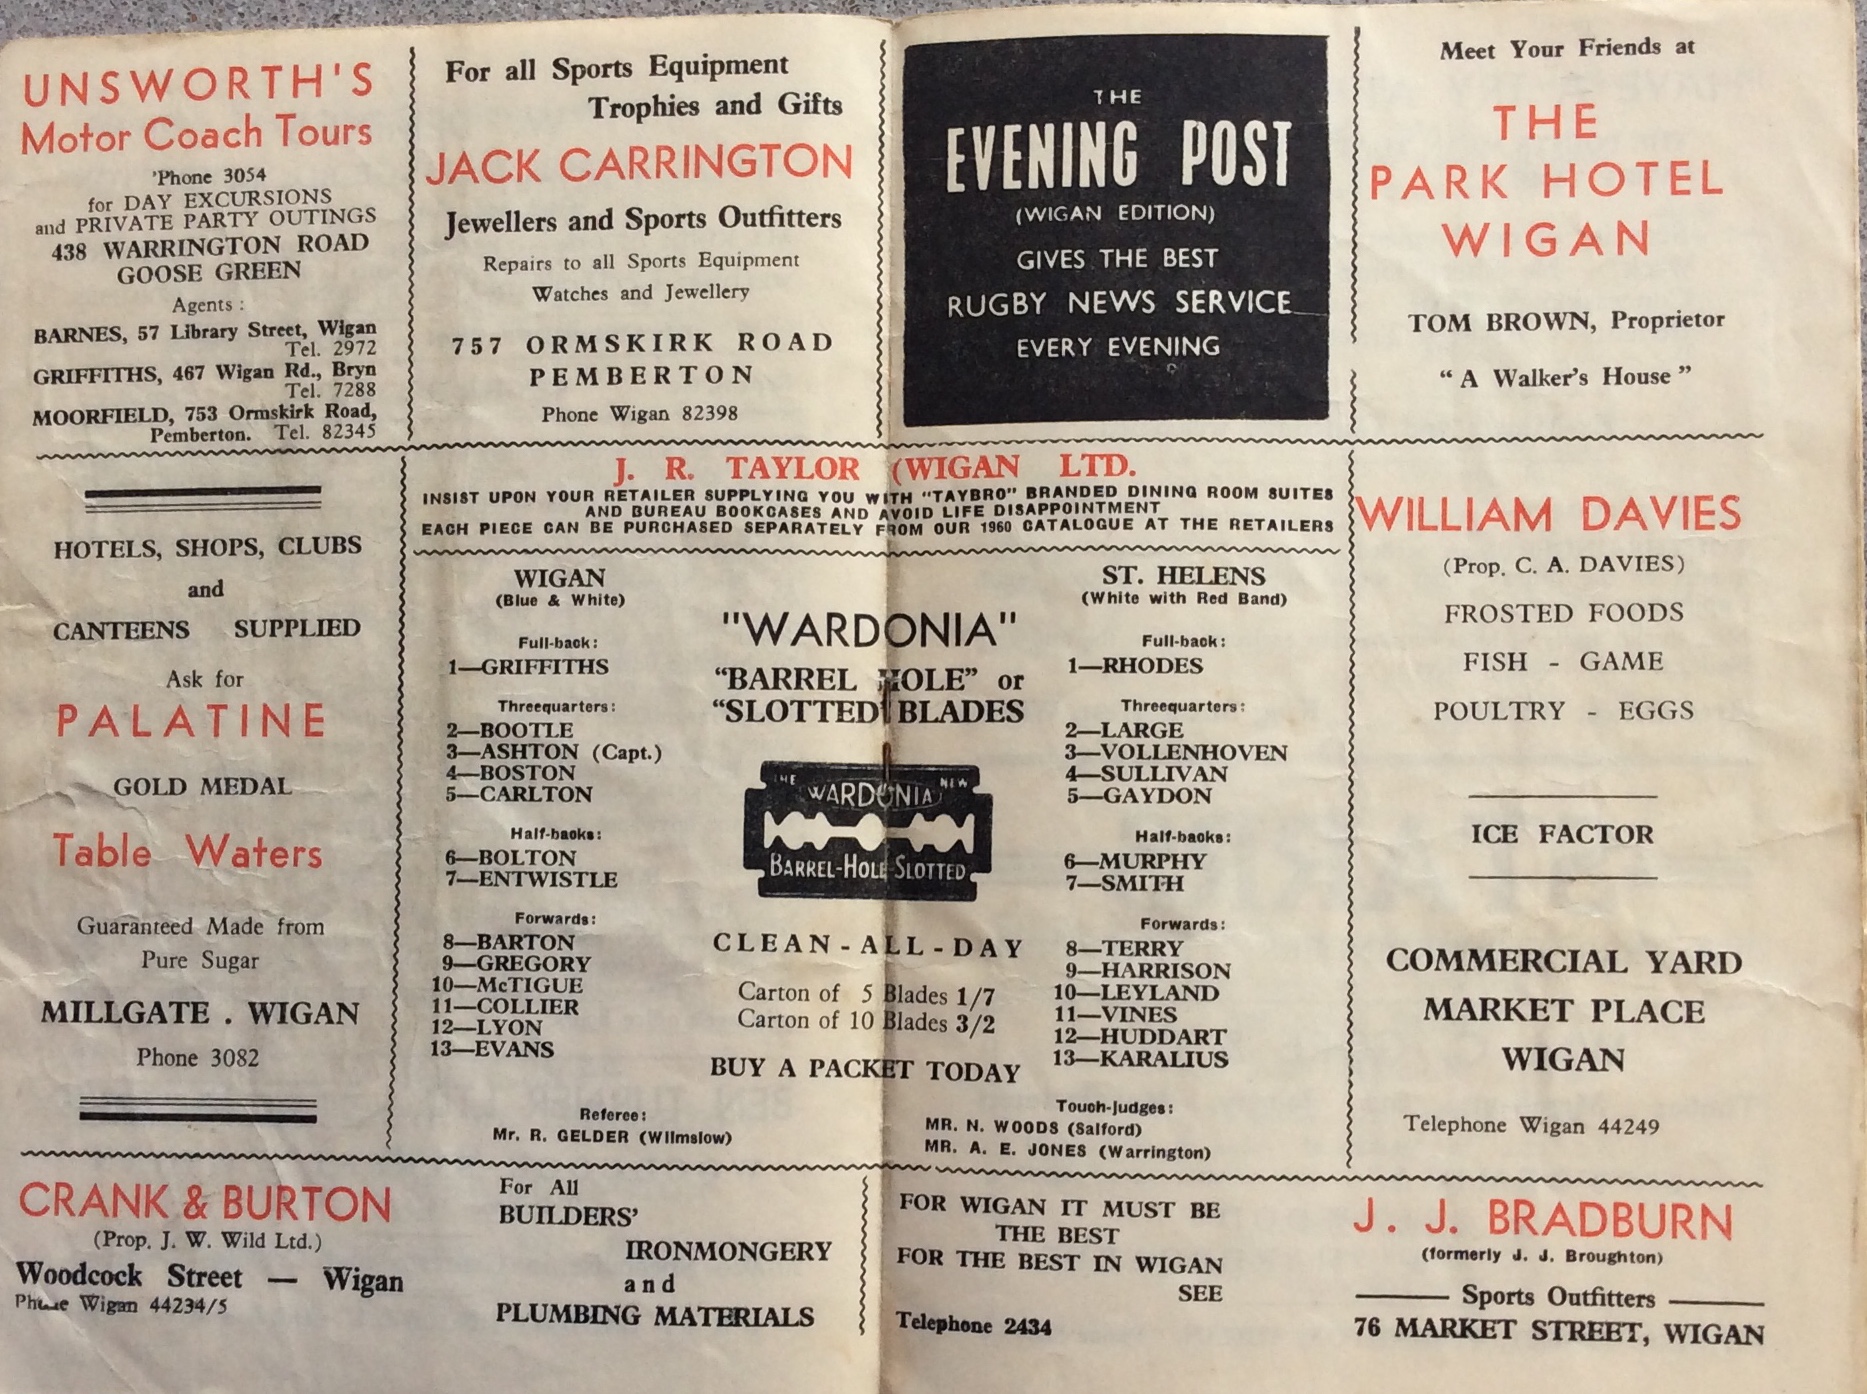 UNSWORTH'S
Motor Coach Tours
'Phone 3054
for DAY EXCURSIONS
and PRIVATE PARTY OUTINGS
438 WARRINGTON ROAD
GOOSE GREEN
Agents :
BARNES, 57 Library Street, Wigan
Tel. 2972
GRIFFITHS, 467 Wigan Rd., Bryn
Tel. 7288
MOORFIELD, 753 Ormskirk Road,
Pemberton. Tel. 82345
For all Sports Equipment
Trophies and Gifts
JACK CARRINGTON
Jewellers and Sports Outfitters
Repairs to all Sports Equipment
Watches and Jewellery
757 ORMSKIRK ROAD
PEMBERTON
Phone Wigan 82398
THE
EVENING POST
(WIGAN EDITION)
GIVES THE BEST
RUGBY NEWS SERVICE
EVERY EVENING
Meet Your Friends at
THE
PARK HOTEL
WIGAN
TOM BROWN, Proprietor
"A Walker's House"
HOTELS, SHOPS, CLUBS
and
CANTEENS SUPPLIED
Ask for
PALATINE
GOLD MEDAL
Table Waters
Guaranteed Made from
Pure Sugar
MILLGATE . WIGAN
Phone 3082
J. R. TAYLOR (WIGAN LTD.
INSIST UPON YOUR RETAILER SUPPLYING YOU WITH "TAYBRO" BRANDED DINING ROOM SUITES
AND BUREAU BOOKCASES AND AVOID LIFE DISAPPOINTMENT
EACH PIECE CAN BE PURCHASED SEPARATELY FROM OUR 1960 CATALOGUE AT THE RETAILERS
WIGAN
(Blue & White)
Full-back:
1—GRIFFITHS
Threequarters:
2—BOOTLE
3—ASHTON (Capt.)
4—BOSTON
5—CARLTON
Half-backs:
6—BOLTON
7—ENTWISTLE
Forwards:
8—BARTON
9—GREGORY
10—McTIGUE
11—COLLIER
12—LYON
13—EVANS
Referee:
Mr. R. GELDER (Wilmslow)
"WARDONIA"
"BARREL HOLE" or
"SLOTTED BLADES
THE NEW
WARDONIA
BARREL-HOLE SLOTTED
CLEAN-ALL-DAY
Carton of 5 Blades 1/7
Carton of 10 Blades 3/2
BUY A PACKET TODAY
ST. HELENS
(White with Red Band)
Full-back:
1—RHODES
Threequarters:
2—LARGE
3—VOLLENHOVEN
4—SULLIVAN
5—GAYDON
Half-backs:
6—MURPHY
7—SMITH
Forwards:
8—TERRY
9—HARRISON
10—LEYLAND
11—VINES
12—HUDDART
13—KARALIUS
Touch-judges:
MR. N. WOODS (Salford)
MR. A. E. JONES (Warrington)
WILLIAM DAVIES
(Prop. C. A. DAVIES)
FROSTED FOODS
FISH - GAME
POULTRY - EGGS
ICE FACTOR
COMMERCIAL YARD
MARKET PLACE
WIGAN
Telephone Wigan 44249
CRANK & BURTON
(Prop. J. W. Wild Ltd.)
Woodcock Street — Wigan
Phone Wigan 44234/5
For All
BUILDERS'
IRONMONGERY
and
PLUMBING MATERIALS
FOR WIGAN IT MUST BE
THE BEST
FOR THE BEST IN WIGAN
SEE
Telephone 2434
J. J. BRADBURN
(formerly J. J. Broughton)
Sports Outfitters
76 MARKET STREET, WIGAN